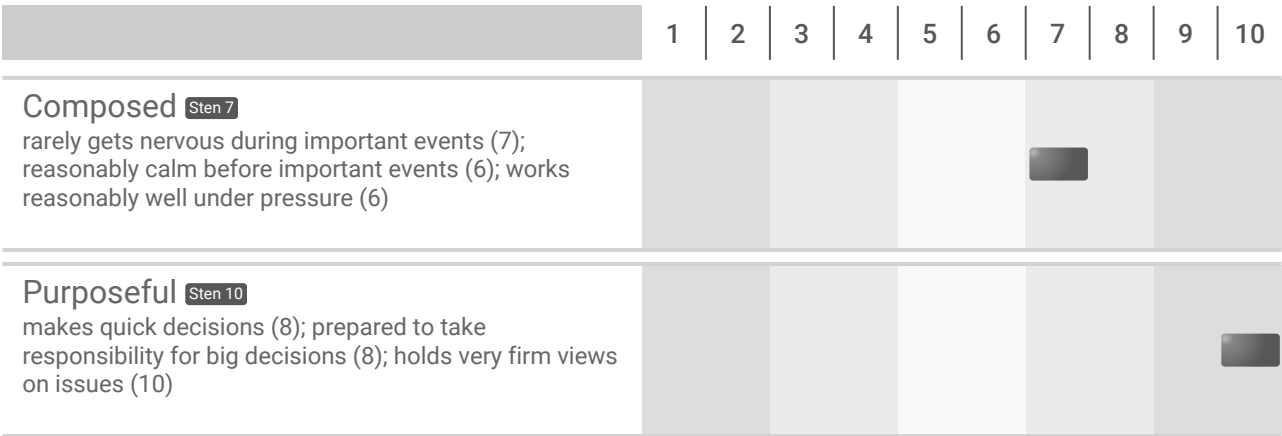 1 2 3 4 5 6 7 8 9 10
Composed Sten 7
rarely gets nervous during important events (7);
reasonably calm before important events (6); works
reasonably well under pressure (6)
Purposeful Sten 10
makes quick decisions (8); prepared to take
responsibility for big decisions (8); holds very firm views
on issues (10)